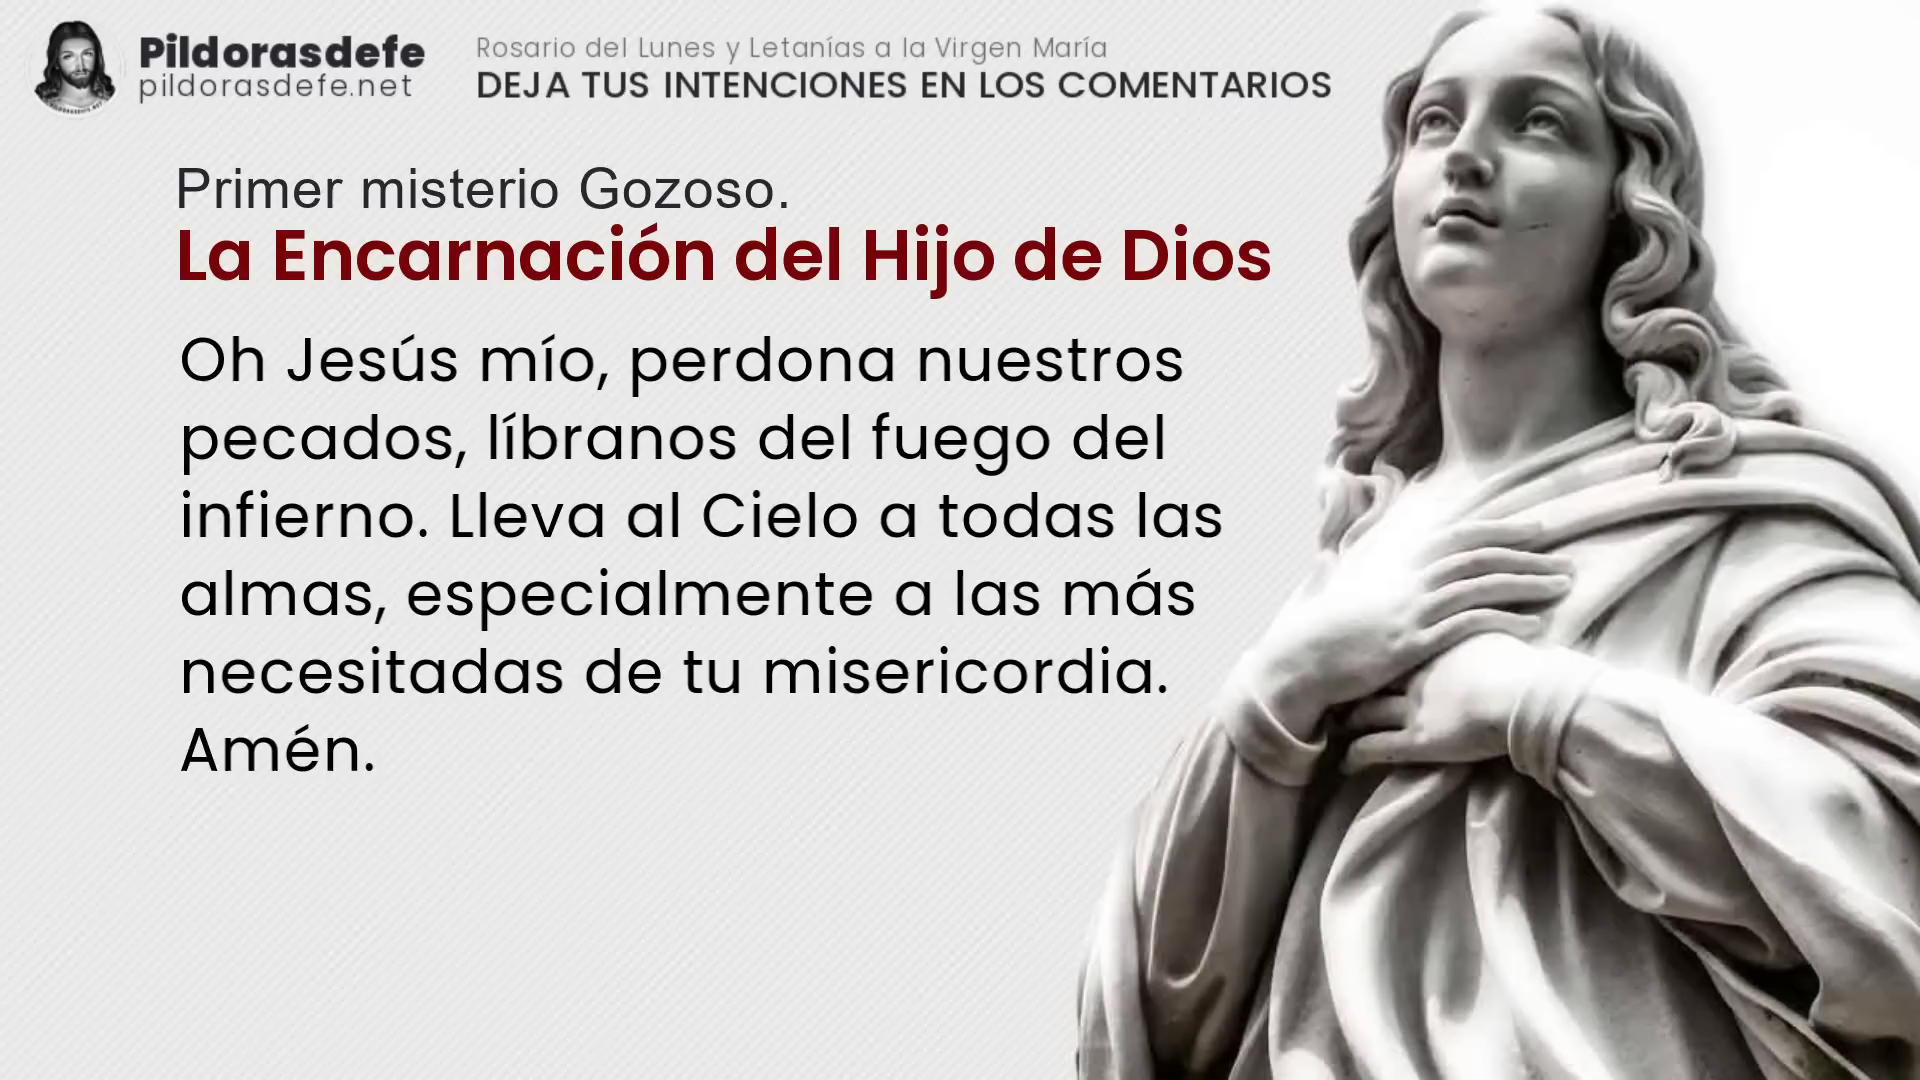 Pildorasdefe
pildorasdefe.net
Rosario del Lunes y Letanías a la Virgen María
DEJA TUS INTENCIONES EN LOS COMENTARIOS
Primer misterio Gozoso.
La Encarnación del Hijo de Dios
Oh Jesús mío, perdona nuestros
pecados, líbranos del fuego del
infierno. Lleva al Cielo a todas las
almas, especialmente a las más
necesitadas de tu misericordia.
Amén.